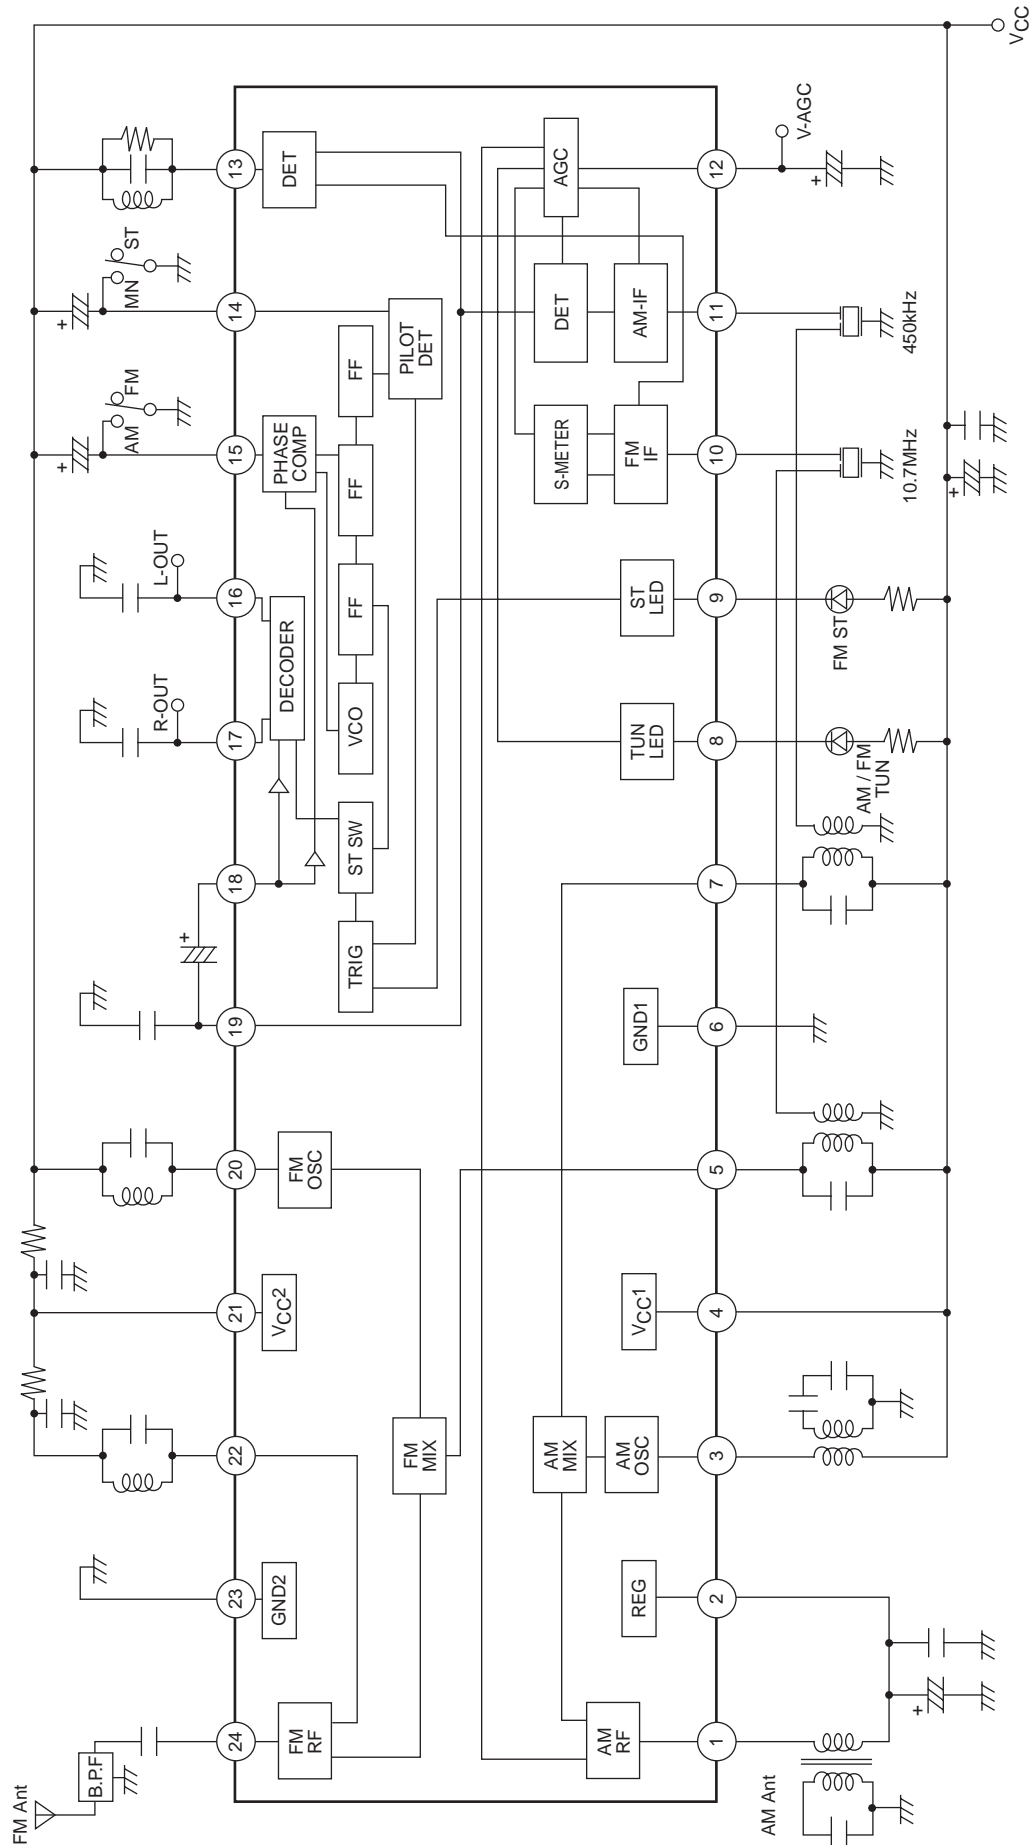 FM Ant
B.P.F
R-OUT
L-OUT
AM
FM
MN
ST
24
23
22
21
20
19
18
17
16
15
14
13
FM
RF
GND2
VCC2
FM
OSC
DECODER
PHASE
COMP
DET
TRIG
ST SW
VCO
FF
FF
FF
PILOT
DET
FM
MIX
AM
MIX
S-METER
DET
AGC
AM
RF
REG
AM
OSC
VCC1
GND1
TUN
LED
ST
LED
FM
IF
AM-IF
1
2
3
4
5
6
7
8
9
10
11
12
AM Ant
AM / FM
TUN
FM ST
10.7MHz
450kHz
V-AGC
VCC
+
+
+
+
+
+